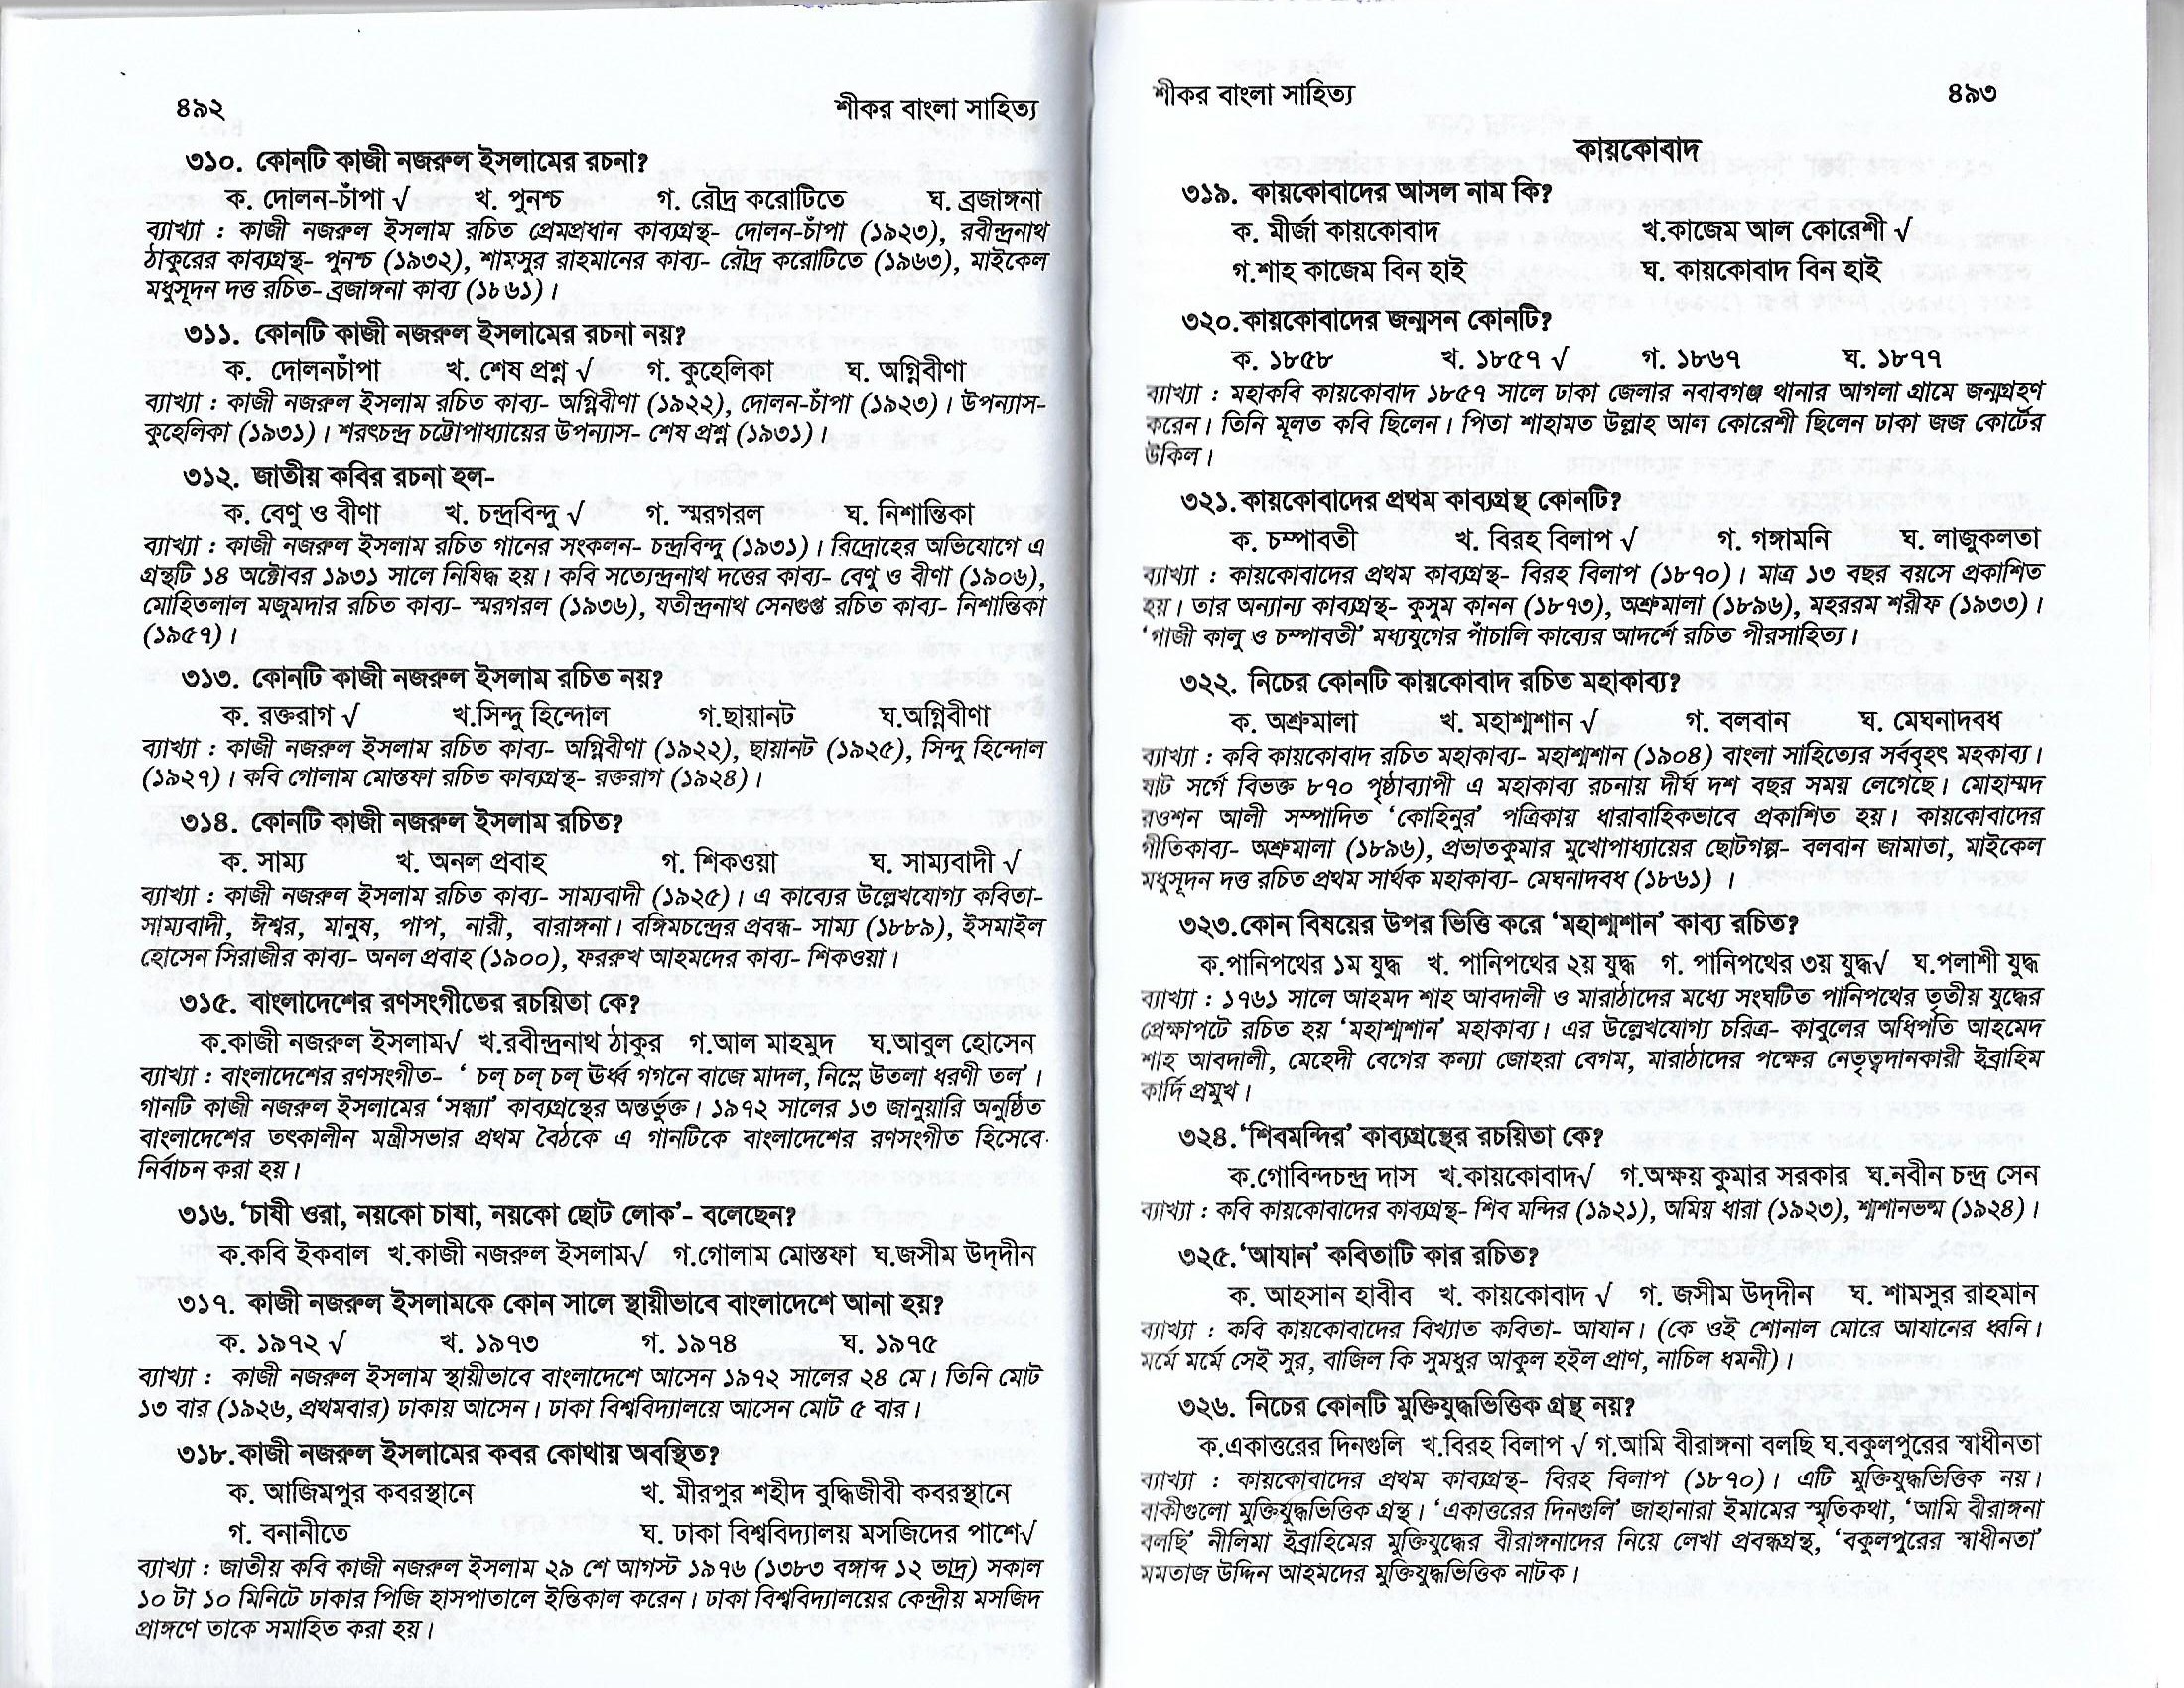 ৪৯২ শীকর বাংলা সাহিত্য
৩১০. কোনটি কাজী নজরুল ইসলামের রচনা?
ক. দোলন-চাঁপা √ খ. পুনশ্চ গ. রৌদ্র করোটিতে ঘ. ব্রজাঙ্গনা
ব্যাখ্যা : কাজী নজরুল ইসলাম রচিত প্রেমপ্রধান কাব্যগ্রন্থ- দোলন-চাঁপা (১৯২৩), রবীন্দ্রনাথ
ঠাকুরের কাব্যগ্রন্থ- পুনশ্চ (১৯৩২), শামসুর রাহমানের কাব্য- রৌদ্র করোটিতে (১৯৬৩), মাইকেল
মধুসূদন দত্ত রচিত- ব্রজাঙ্গনা কাব্য (১৮৬১)।
৩১১. কোনটি কাজী নজরুল ইসলামের রচনা নয়?
ক. দোলনচাঁপা খ. শেষ প্রশ্ন √ গ. কুহেলিকা ঘ. অগ্নিবীণা
ব্যাখ্যা : কাজী নজরুল ইসলাম রচিত কাব্য- অগ্নিবীণা (১৯২২), দোলন-চাঁপা (১৯২৩)। উপন্যাস-
কুহেলিকা (১৯৩১)। শরৎচন্দ্র চট্টোপাধ্যায়ের উপন্যাস- শেষ প্রশ্ন (১৯৩১)।
৩১২. জাতীয় কবির রচনা হল-
ক. বেণু ও বীণা খ. চন্দ্রবিন্দু √ গ. স্মরগরল ঘ. নিশান্তিকা
ব্যাখ্যা : কাজী নজরুল ইসলাম রচিত গানের সংকলন- চন্দ্রবিন্দু (১৯৩১)। রিদ্রোহের অভিযোগে এ
গ্রন্থটি ১৪ অক্টোবর ১৯৩১ সালে নিষিদ্ধ হয়। কবি সত্যেন্দ্রনাথ দত্তের কাব্য- বেণু ও বীণা (১৯০৬),
মোহিতলাল মজুমদার রচিত কাব্য- স্মরগরল (১৯৩৬), যতীন্দ্রনাথ সেনগুপ্ত রচিত কাব্য- নিশান্তিকা
(১৯৫৭)।
৩১৩. কোনটি কাজী নজরুল ইসলাম রচিত নয়?
ক. রক্তরাগ √ খ.সিন্দু হিন্দোল গ.ছায়ানট ঘ.অগ্নিবীণা
ব্যাখ্যা : কাজী নজরুল ইসলাম রচিত কাব্য- অগ্নিবীণা (১৯২২), ছায়ানট (১৯২৫), সিন্দু হিন্দোল
(১৯২৭)। কবি গোলাম মোস্তফা রচিত কাব্যগ্রন্থ- রক্তরাগ (১৯২৪)।
৩১৪. কোনটি কাজী নজরুল ইসলাম রচিত?
ক. সাম্য খ. অনল প্রবাহ গ. শিকওয়া ঘ. সাম্যবাদী √
ব্যাখ্যা : কাজী নজরুল ইসলাম রচিত কাব্য- সাম্যবাদী (১৯২৫)। এ কাব্যের উল্লেখযোগ্য কবিতা-
সাম্যবাদী, ঈশ্বর, মানুষ, পাপ, নারী, বারাঙ্গনা। বঙ্গিমচন্দ্রের প্রবন্ধ- সাম্য (১৮৮৯), ইসমাইল
হোসেন সিরাজীর কাব্য- অনল প্রবাহ (১৯০০), ফররুখ আহমদের কাব্য- শিকওয়া।
৩১৫. বাংলাদেশের রণসংগীতের রচয়িতা কে?
ক.কাজী নজরুল ইসলাম√ খ.রবীন্দ্রনাথ ঠাকুর গ.আল মাহমুদ ঘ.আবুল হোসেন
ব্যাখ্যা : বাংলাদেশের রণসংগীত- ‘ চল্ চল্ চল্ ঊর্ধ্ব গগনে বাজে মাদল, নিম্নে উতলা ধরণী তল’।
গানটি কাজী নজরুল ইসলামের ‘সন্ধ্যা’ কাব্যগ্রন্থের অন্তর্ভুক্ত। ১৯৭২ সালের ১৩ জানুয়ারি অনুষ্ঠিত
বাংলাদেশের তৎকালীন মন্ত্রীসভার প্রথম বৈঠকে এ গানটিকে বাংলাদেশের রণসংগীত হিসেবে
নির্বাচন করা হয়।
৩১৬. ‘চাষী ওরা, নয়কো চাষা, নয়কো ছোট লোক’- বলেছেন?
ক.কবি ইকবাল খ.কাজী নজরুল ইসলাম√ গ.গোলাম মোস্তফা ঘ.জসীম উদ্‌দীন
৩১৭. কাজী নজরুল ইসলামকে কোন সালে স্থায়ীভাবে বাংলাদেশে আনা হয়?
ক. ১৯৭২ √ খ. ১৯৭৩ গ. ১৯৭৪ ঘ. ১৯৭৫
ব্যাখ্যা : কাজী নজরুল ইসলাম স্থায়ীভাবে বাংলাদেশে আসেন ১৯৭২ সালের ২৪ মে। তিনি মোট
১৩ বার (১৯২৬, প্রথমবার) ঢাকায় আসেন। ঢাকা বিশ্ববিদ্যালয়ে আসেন মোট ৫ বার।
৩১৮.কাজী নজরুল ইসলামের কবর কোথায় অবস্থিত?
ক. আজিমপুর কবরস্থানে খ. মীরপুর শহীদ বুদ্ধিজীবী কবরস্থানে
গ. বনানীতে ঘ. ঢাকা বিশ্ববিদ্যালয় মসজিদের পাশে√
ব্যাখ্যা : জাতীয় কবি কাজী নজরুল ইসলাম ২৯ শে আগস্ট ১৯৭৬ (১৩৮৩ বঙ্গাব্দ ১২ ভাদ্র) সকাল
১০ টা ১০ মিনিটে ঢাকার পিজি হাসপাতালে ইন্তিকাল করেন। ঢাকা বিশ্ববিদ্যালয়ের কেন্দ্রীয় মসজিদ
প্রাঙ্গণে তাকে সমাহিত করা হয়।
শীকর বাংলা সাহিত্য ৪৯৩
কায়কোবাদ
৩১৯. কায়কোবাদের আসল নাম কি?
ক. মীর্জা কায়কোবাদ খ.কাজেম আল কোরেশী √
গ.শাহ কাজেম বিন হাই ঘ. কায়কোবাদ বিন হাই
৩২০.কায়কোবাদের জন্মসন কোনটি?
ক. ১৮৫৮ খ. ১৮৫৭ √ গ. ১৮৬৭ ঘ. ১৮৭৭
ব্যাখ্যা : মহাকবি কায়কোবাদ ১৮৫৭ সালে ঢাকা জেলার নবাবগঞ্জ থানার আগলা গ্রামে জন্মগ্রহণ
করেন। তিনি মূলত কবি ছিলেন। পিতা শাহামত উল্লাহ আল কোরেশী ছিলেন ঢাকা জজ কোর্টের
উকিল।
৩২১.কায়কোবাদের প্রথম কাব্যগ্রন্থ কোনটি?
ক. চম্পাবতী খ. বিরহ বিলাপ √ গ. গঙ্গামনি ঘ. লাজুকলতা
ব্যাখ্যা : কায়কোবাদের প্রথম কাব্যগ্রন্থ- বিরহ বিলাপ (১৮৭০)। মাত্র ১৩ বছর বয়সে প্রকাশিত
হয়। তার অন্যান্য কাব্যগ্রন্থ- কুসুম কানন (১৮৭৩), অশ্রুমালা (১৮৯৬), মহররম শরীফ (১৯৩৩)।
‘গাজী কালু ও চম্পাবতী’ মধ্যযুগের পাঁচালি কাব্যের আদর্শে রচিত পীরসাহিত্য।
৩২২. নিচের কোনটি কায়কোবাদ রচিত মহাকাব্য?
ক. অশ্রুমালা খ. মহাশ্মশান √ গ. বলবান ঘ. মেঘনাদবধ
ব্যাখ্যা : কবি কায়কোবাদ রচিত মহাকাব্য- মহাশ্মশান (১৯০৪) বাংলা সাহিত্যের সর্ববৃহৎ মহকাব্য।
ষাট সর্গে বিভক্ত ৮৭০ পৃষ্ঠাব্যাপী এ মহাকাব্য রচনায় দীর্ঘ দশ বছর সময় লেগেছে। মোহাম্মদ
রওশন আলী সম্পাদিত ‘কোহিনুর’ পত্রিকায় ধারাবাহিকভাবে প্রকাশিত হয়। কায়কোবাদের
গীতিকাব্য- অশ্রুমালা (১৮৯৬), প্রভাতকুমার মুখোপাধ্যায়ের ছোটগল্প- বলবান জামাতা, মাইকেল
মধুসূদন দত্ত রচিত প্রথম সার্থক মহাকাব্য- মেঘনাদবধ (১৮৬১) ।
৩২৩.কোন বিষয়ের উপর ভিত্তি করে ‘মহাশ্মশান’ কাব্য রচিত?
ক.পানিপথের ১ম যুদ্ধ খ. পানিপথের ২য় যুদ্ধ গ. পানিপথের ৩য় যুদ্ধ√ ঘ.পলাশী যুদ্ধ
ব্যাখ্যা : ১৭৬১ সালে আহমদ শাহ আবদালী ও মারাঠাদের মধ্যে সংঘটিত পানিপথের তৃতীয় যুদ্ধের
প্রেক্ষাপটে রচিত হয় ‘মহাশ্মশান’ মহাকাব্য। এর উল্লেখযোগ্য চরিত্র- কাবুলের অধিপতি আহমেদ
শাহ আবদালী, মেহেদী বেগের কন্যা জোহরা বেগম, মারাঠাদের পক্ষের নেতৃত্বদানকারী ইব্রাহিম
কার্দি প্রমুখ।
৩২৪.‘শিবমন্দির’ কাব্যগ্রন্থের রচয়িতা কে?
ক.গোবিন্দচন্দ্র দাস খ.কায়কোবাদ√ গ.অক্ষয় কুমার সরকার ঘ.নবীন চন্দ্র সেন
ব্যাখ্যা : কবি কায়কোবাদের কাব্যগ্রন্থ- শিব মন্দির (১৯২১), অমিয় ধারা (১৯২৩), শ্মশানভষ্ম (১৯২৪)।
৩২৫.‘আযান’ কবিতাটি কার রচিত?
ক. আহসান হাবীব খ. কায়কোবাদ √ গ. জসীম উদ্‌দীন ঘ. শামসুর রাহমান
ব্যাখ্যা : কবি কায়কোবাদের বিখ্যাত কবিতা- আযান। (কে ওই শোনাল মোরে আযানের ধ্বনি।
মর্মে মর্মে সেই সুর, বাজিল কি সুমধুর আকুল হইল প্রাণ, নাচিল ধমনী)।
৩২৬. নিচের কোনটি মুক্তিযুদ্ধভিত্তিক গ্রন্থ নয়?
ক.একাত্তরের দিনগুলি খ.বিরহ বিলাপ √ গ.আমি বীরাঙ্গনা বলছি ঘ.বকুলপুরের স্বাধীনতা
ব্যাখ্যা : কায়কোবাদের প্রথম কাব্যগ্রন্থ- বিরহ বিলাপ (১৮৭০)। এটি মুক্তিযুদ্ধভিত্তিক নয়।
বাকীগুলো মুক্তিযুদ্ধভিত্তিক গ্রন্থ। ‘একাত্তরের দিনগুলি’ জাহানারা ইমামের স্মৃতিকথা, ‘আমি বীরাঙ্গনা
বলছি’ নীলিমা ইব্রাহিমের মুক্তিযুদ্ধের বীরাঙ্গনাদের নিয়ে লেখা প্রবন্ধগ্রন্থ, ‘বকুলপুরের স্বাধীনতা’
মমতাজ উদ্দিন আহমদের মুক্তিযুদ্ধভিত্তিক নাটক।